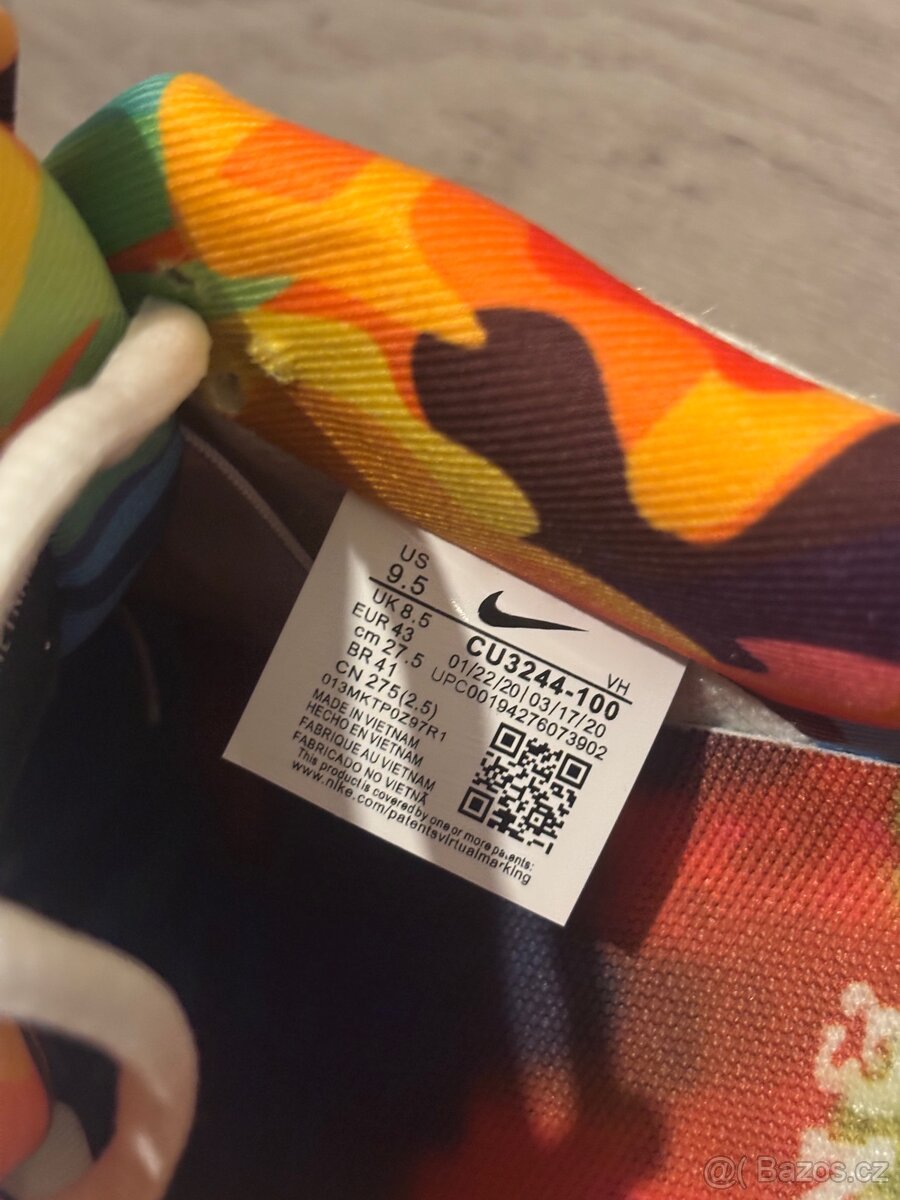 US
9.5
UK 8.5
EUR 43
cm 27.5
BR 41
CN 275(2.5)
013MKTP0Z97R1
MADE IN VIETNAM
HECHO EN VIETNAM
FABRIQUE AU VIETNAM
FABRICADO NO VIETNÃ
This product is covered by one or more patents:
www.nike.com/patentsvirtualmarking
VH
CU3244-100
01/22/20|03/17/20
UPC00194276073902
@( Bazos.cz